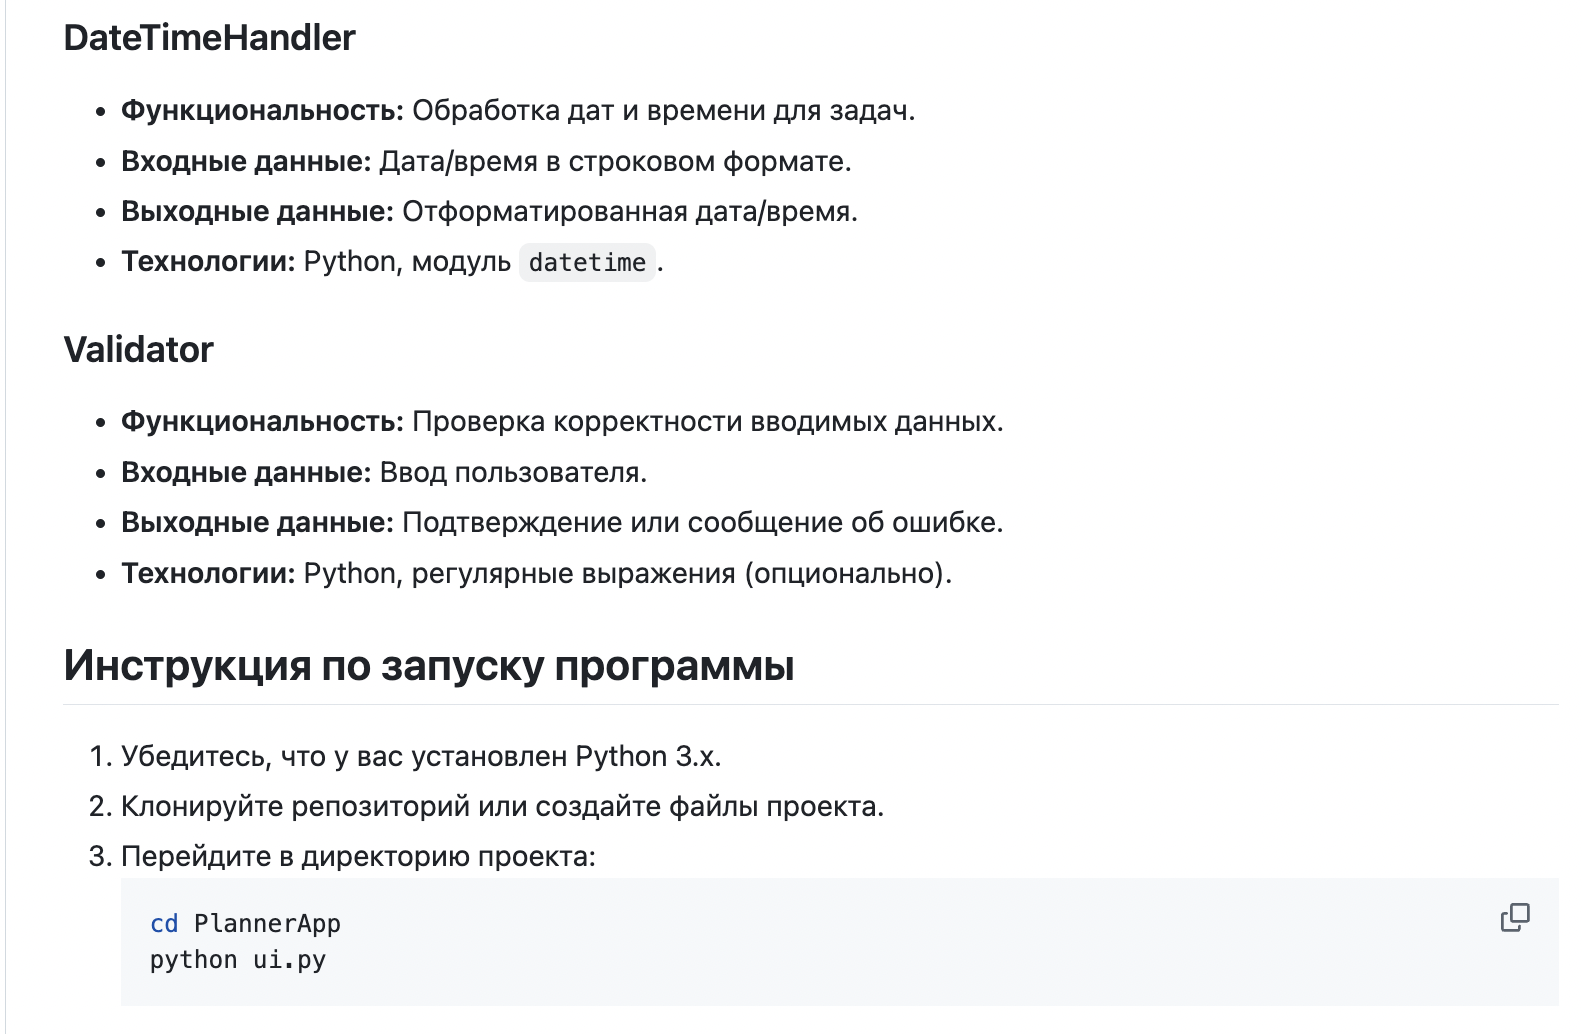 DateTimeHandler
• Функциональность: Обработка дат и времени для задач.
• Входные данные: Дата/время в строковом формате.
• Выходные данные: Отформатированная дата/время.
• Технологии: Python, модуль datetime.
Validator
• Функциональность: Проверка корректности вводимых данных.
• Входные данные: Ввод пользователя.
• Выходные данные: Подтверждение или сообщение об ошибке.
• Технологии: Python, регулярные выражения (опционально).
Инструкция по запуску программы
1. Убедитесь, что у вас установлен Python 3.x.
2. Клонируйте репозиторий или создайте файлы проекта.
3. Перейдите в директорию проекта:
cd PlannerApp
python ui.py